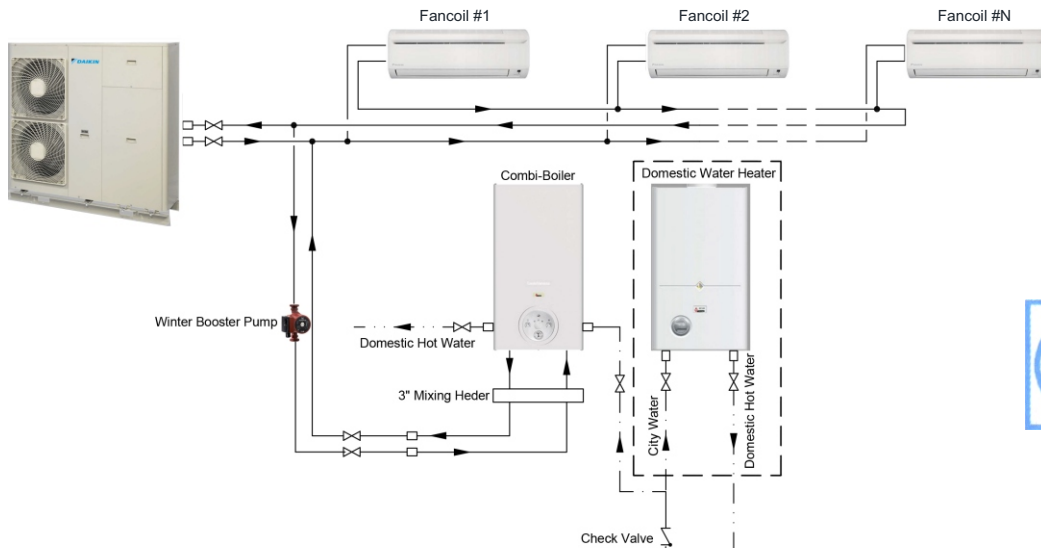 Fancoil #1
Fancoil #2
Fancoil #N
DAIKIN
Combi-Boiler
Domestic Water Heater
Winter Booster Pump
Domestic Hot Water
3" Mixing Heder
City Water
Domestic Hot Water
Check Valve